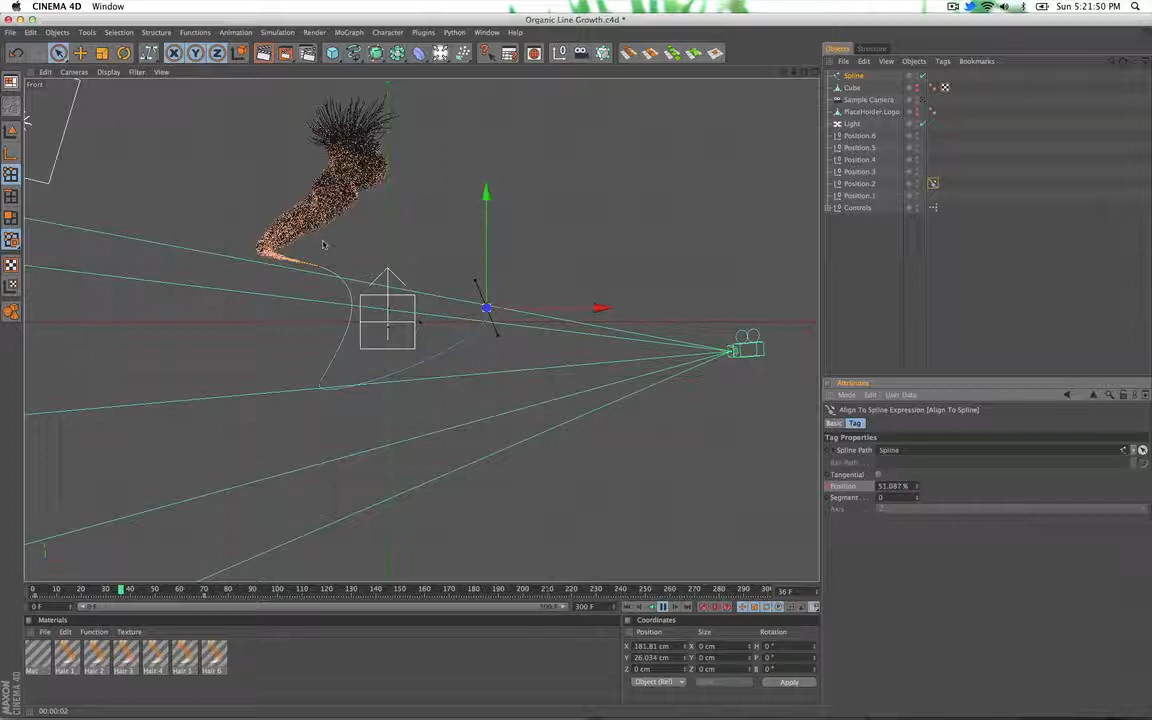 CINEMA 4D Window
Sun 5:21:50 PM
Organic Line Growth.c4d *
File Edit Objects Tools Selection Structure Functions Animation Simulation Render MoGraph Character Plugins Python Window Help
Objects Structure
File Edit View Objects Tags Bookmarks
Edit Cameras Display Filter View
Front
Spline
Cube
Sample Camera
PlaceHolder.Logo
Light
Position.6
Position.5
Position.4
Position.3
Position.2
Position.1
Controls
Attributes
Mode Edit User Data
Align To Spline Expression [Align To Spline]
Basic Tag
Tag Properties
Spline Path Spline
Rail Path
Tangential
Position 51.087 %
Segment 0
Axis
0 10 20 30 40 50 60 70 80 90 100 110 120 130 140 150 160 170 180 190 200 210 220 230 240 250 260 270 280 290 30
36 F
0 F
300 F
Materials
File Edit Function Texture
Mac
Hair 1
Hair 2
Hair 3
Hair 4
Hair 5
Hair 6
Coordinates
Position Size Rotation
X 181.81 cm X 0 cm H 0 °
Y 26.034 cm Y 0 cm P 0 °
Z 0 cm Z 0 cm B 0 °
Object (Rel) Apply
MAXON
CINEMA 4D
00:00:02